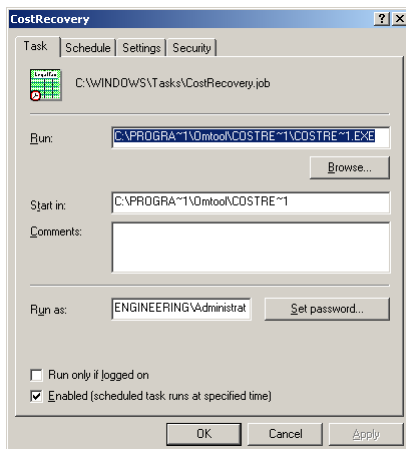 CostRecovery
Task Schedule Settings Security
C:\WINDOWS\Tasks\CostRecovery.job
Run: C:\PROGRA~1\Omtool\COSTRE~1\COSTRE~1.EXE
Browse...
Start in: C:\PROGRA~1\Omtool\COSTRE~1
Comments:
Run as: ENGINEERING\Administrat Set password...
Run only if logged on
Enabled (scheduled task runs at specified time)
OK Cancel Apply